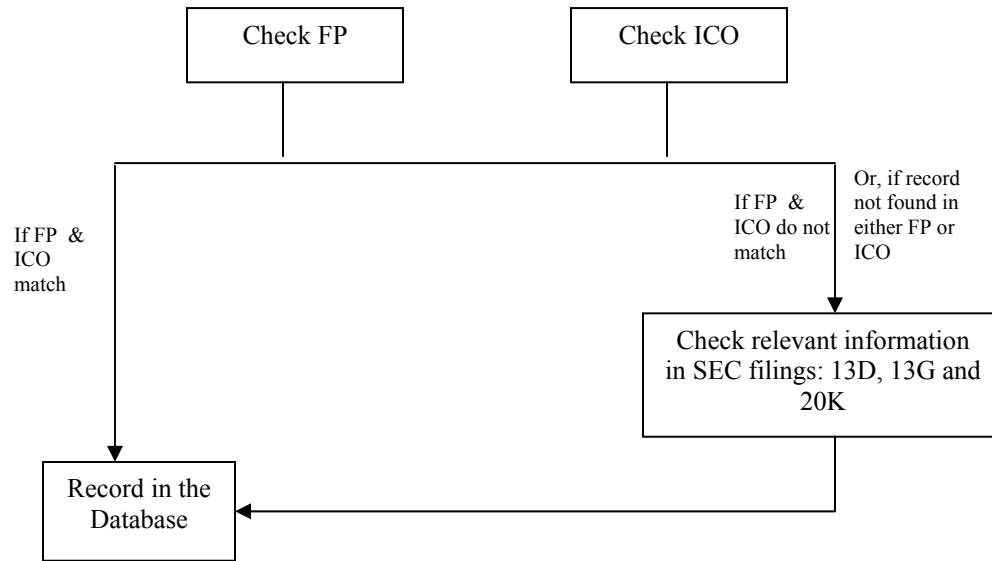 Check FP
Check ICO
If FP  &
ICO
match
If FP  &
ICO do not
match
Or, if record
not found in
either FP or
ICO
Check relevant information
in SEC filings: 13D, 13G and
20K
Record in the
Database